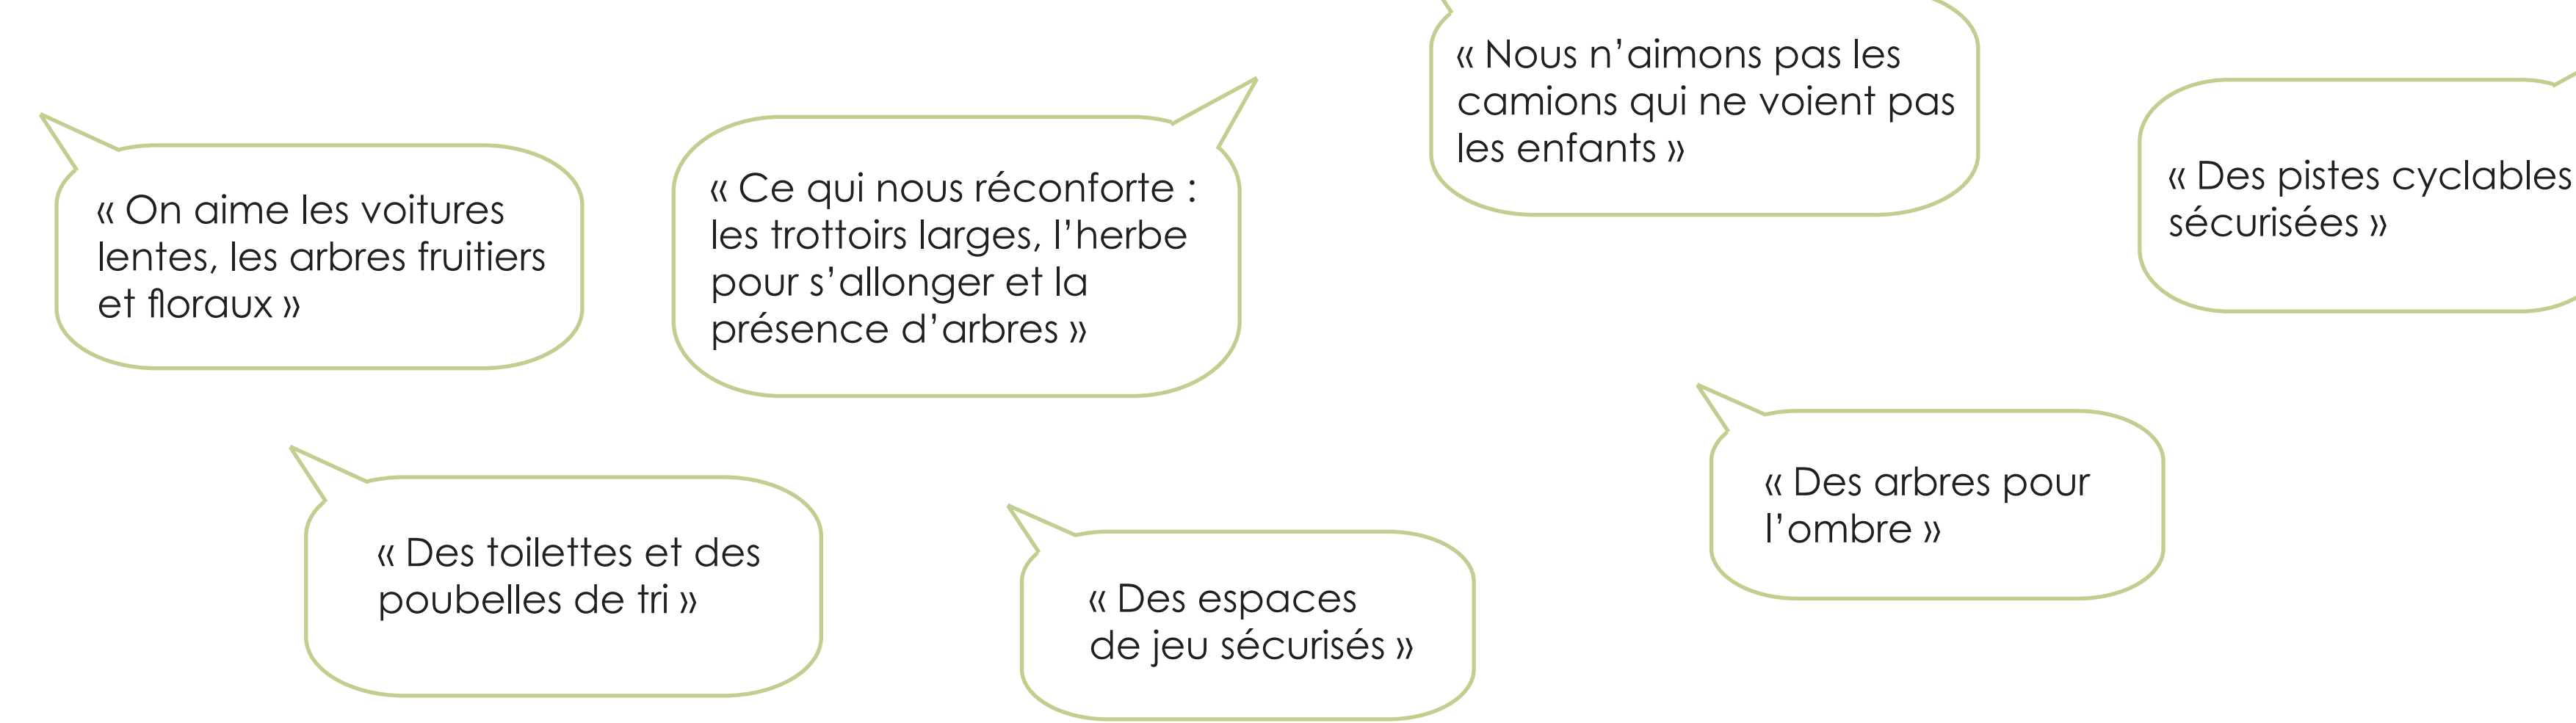 « On aime les voitures
lentes, les arbres fruitiers
et floraux »
« Ce qui nous réconforte :
les trottoirs larges, l’herbe
pour s’allonger et la
présence d’arbres »
« Nous n’aimons pas les
camions qui ne voient pas
les enfants »
« Des pistes cyclables
sécurisées »
« Des toilettes et des
poubelles de tri »
« Des espaces
de jeu sécurisés »
« Des arbres pour
l’ombre »